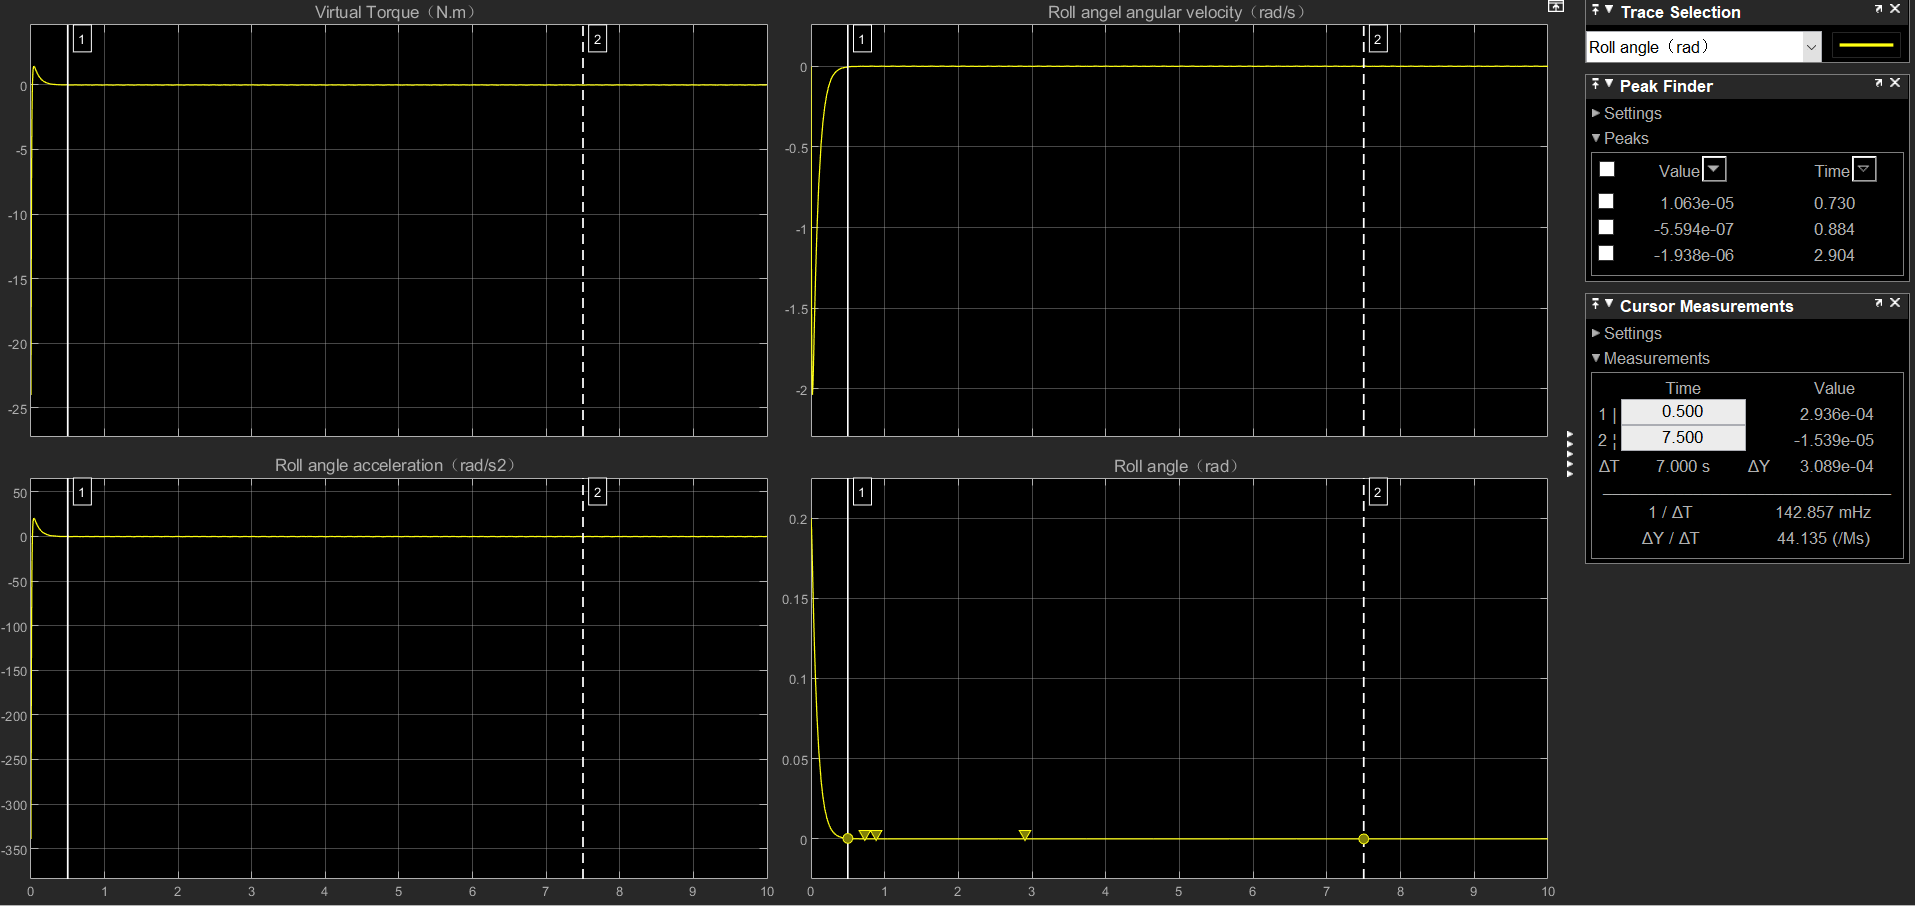 Virtual Torque（N.m）
1
2
0
-5
-10
-15
-20
-25
Roll angel angular velocity（rad/s）
1
2
0
-0.5
-1
-1.5
-2
Roll angle acceleration（rad/s2）
1
2
50
0
-50
-100
-150
-200
-250
-300
-350
0 1 2 3 4 5 6 7 8 9 10
Roll angle（rad）
1
2
0.2
0.15
0.1
0.05
0
0 1 2 3 4 5 6 7 8 9 10
Trace Selection
Roll angle（rad）
Peak Finder
Settings
Peaks
Value Time
1.063e-05 0.730
-5.594e-07 0.884
-1.938e-06 2.904
Cursor Measurements
Settings
Measurements
Time Value
1 | 0.500 2.936e-04
2 ¦ 7.500 -1.539e-05
ΔT 7.000 s ΔY 3.089e-04
1 / ΔT 142.857 mHz
ΔY / ΔT 44.135 (/Ms)